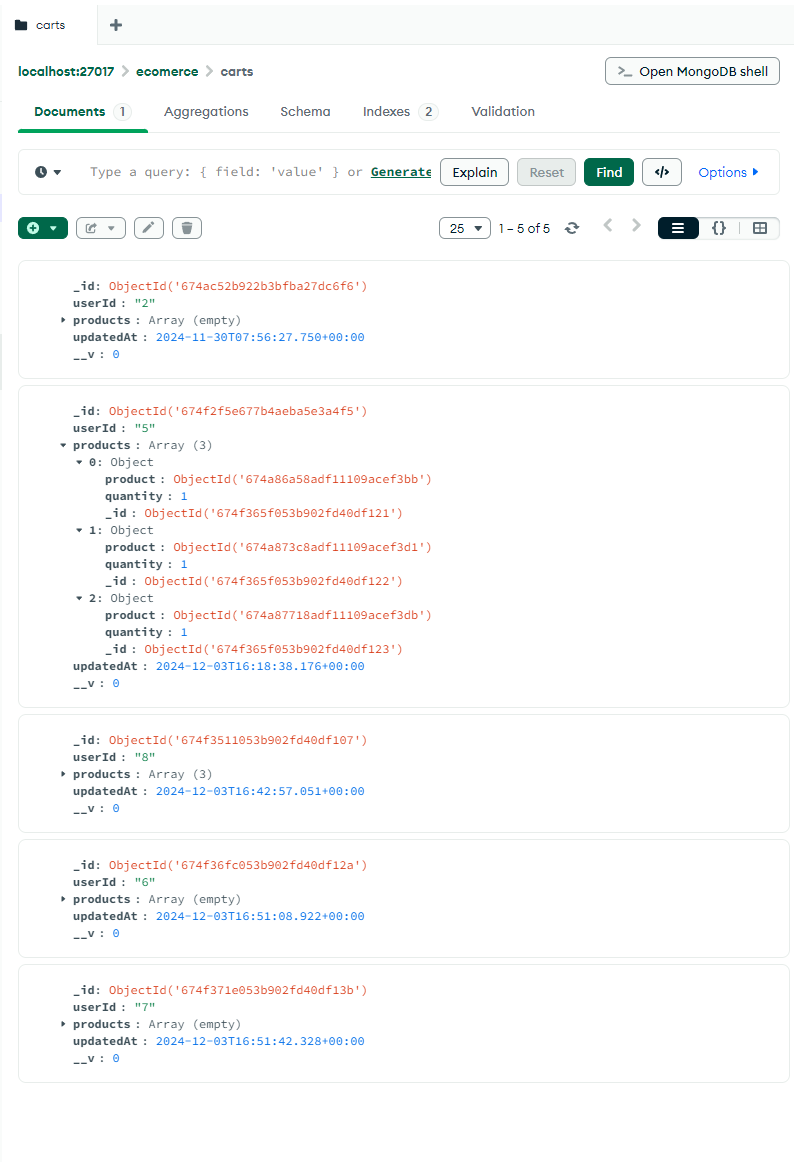 carts
localhost:27017 > ecomerce > carts
>_ Open MongoDB shell
Documents 1 Aggregations Schema Indexes 2 Validation
Type a query: { field: 'value' } or Generate Explain Reset Find </> Options
25 1 – 5 of 5 {}
_id: ObjectId('674ac52b922b3bfba27dc6f6')
userId : "2"
products : Array (empty)
updatedAt : 2024-11-30T07:56:27.750+00:00
__v : 0
_id: ObjectId('674f2f5e677b4aeba5e3a4f5')
userId : "5"
products : Array (3)
0: Object
product : ObjectId('674a86a58adf11109acef3bb')
quantity : 1
_id : ObjectId('674f365f053b902fd40df121')
1: Object
product : ObjectId('674a873c8adf11109acef3d1')
quantity : 1
_id : ObjectId('674f365f053b902fd40df122')
2: Object
product : ObjectId('674a87718adf11109acef3db')
quantity : 1
_id : ObjectId('674f365f053b902fd40df123')
updatedAt : 2024-12-03T16:18:38.176+00:00
__v : 0
_id: ObjectId('674f3511053b902fd40df107')
userId : "8"
products : Array (3)
updatedAt : 2024-12-03T16:42:57.051+00:00
__v : 0
_id: ObjectId('674f36fc053b902fd40df12a')
userId : "6"
products : Array (empty)
updatedAt : 2024-12-03T16:51:08.922+00:00
__v : 0
_id: ObjectId('674f371e053b902fd40df13b')
userId : "7"
products : Array (empty)
updatedAt : 2024-12-03T16:51:42.328+00:00
__v : 0